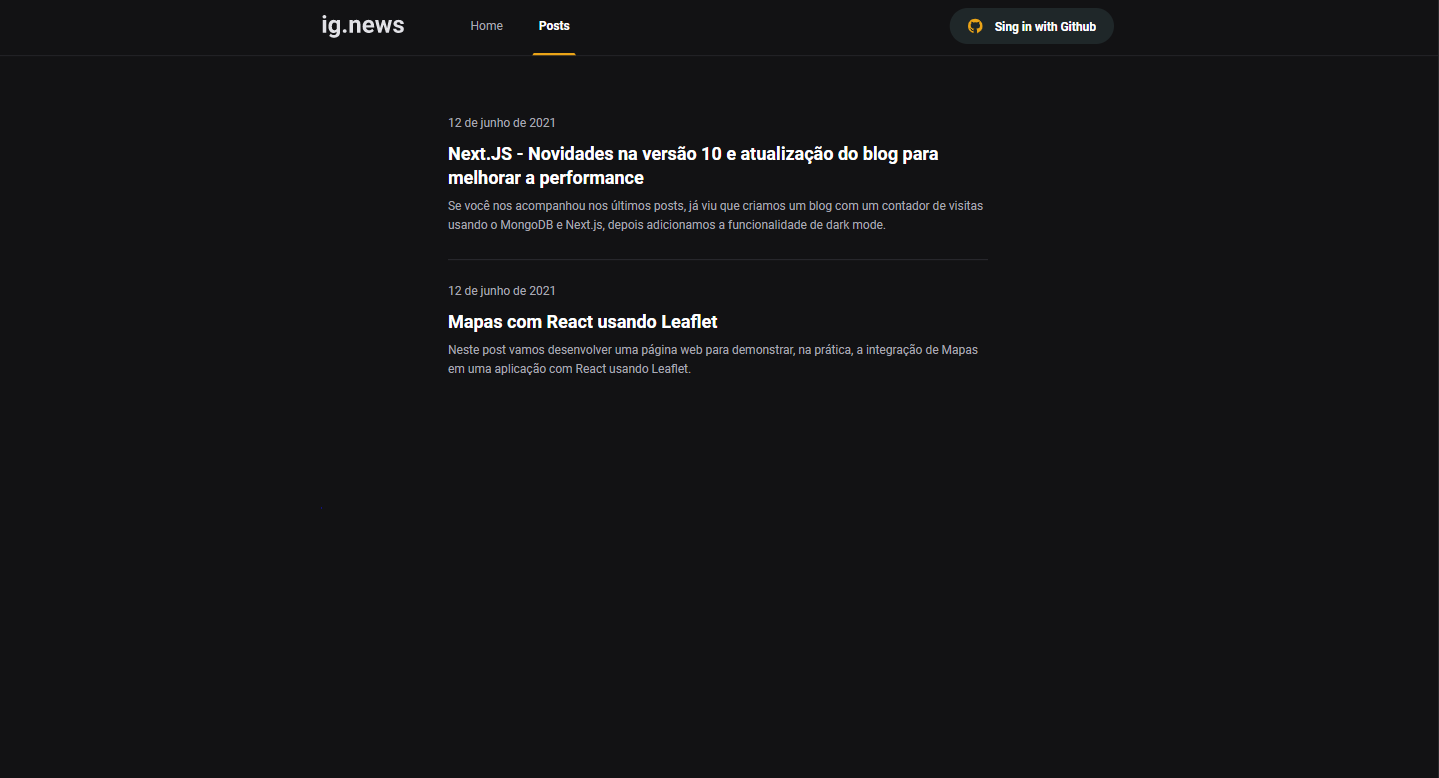 ig.news
Home
Posts
Sing in with Github
12 de junho de 2021
Next.JS - Novidades na versão 10 e atualização do blog para
melhorar a performance
Se você nos acompanhou nos últimos posts, já viu que criamos um blog com um contador de visitas
usando o MongoDB e Next.js, depois adicionamos a funcionalidade de dark mode.
12 de junho de 2021
Mapas com React usando Leaflet
Neste post vamos desenvolver uma página web para demonstrar, na prática, a integração de Mapas
em uma aplicação com React usando Leaflet.